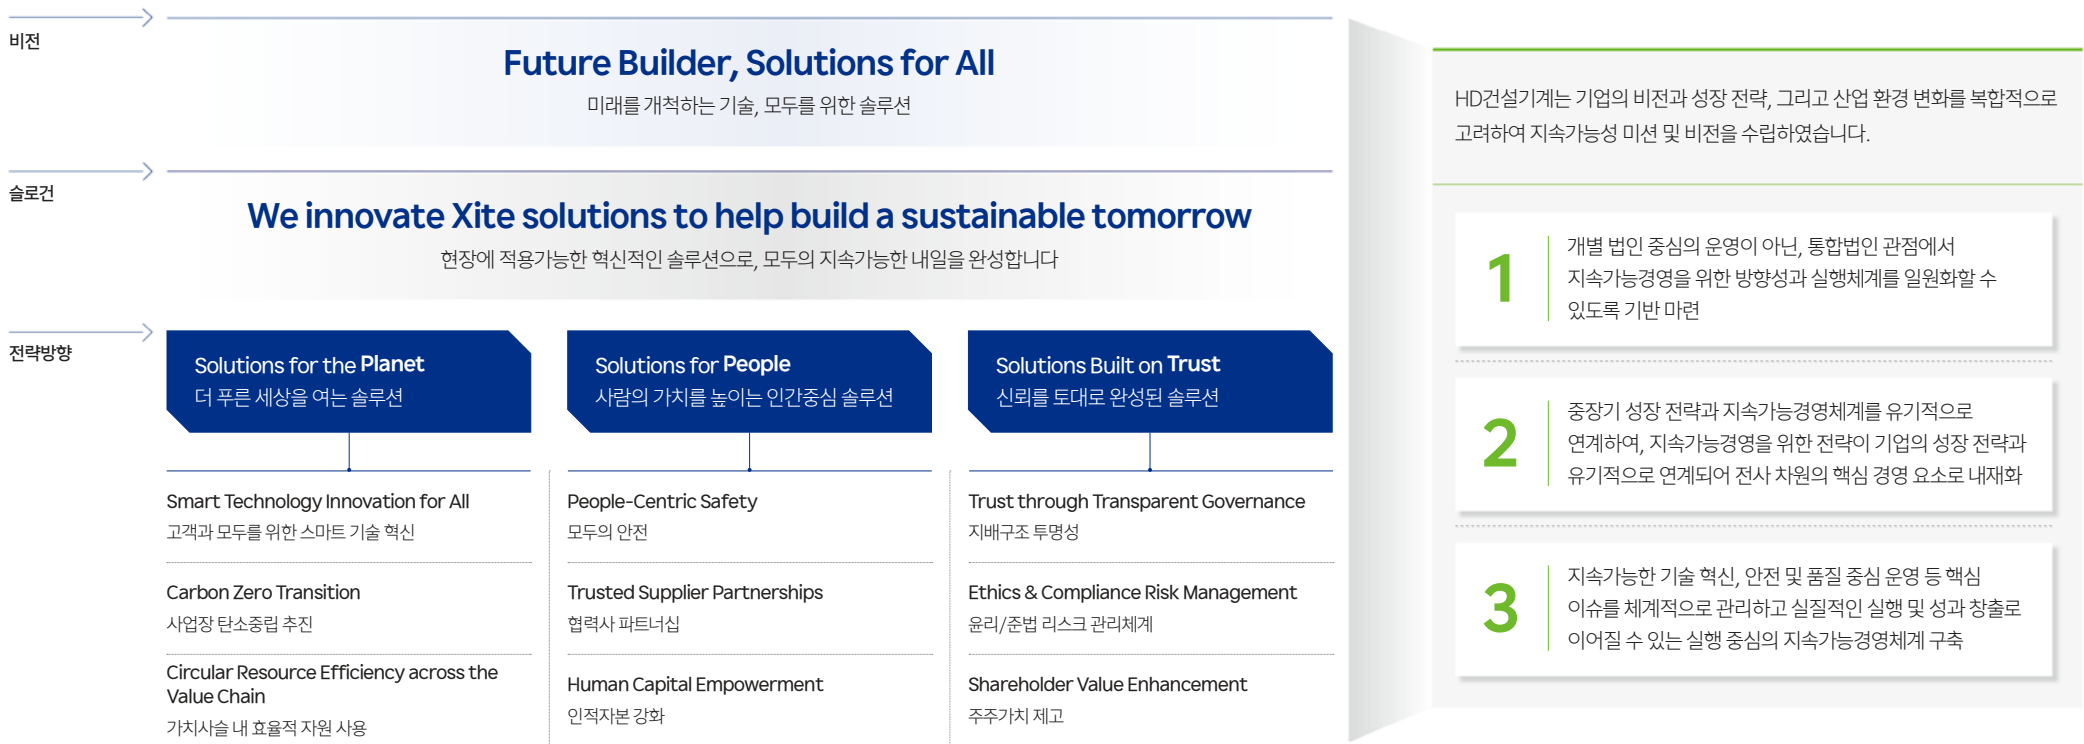 비전
Future Builder, Solutions for All
미래를 개척하는 기술, 모두를 위한 솔루션
슬로건
We innovate Xite solutions to help build a sustainable tomorrow
현장에 적용가능한 혁신적인 솔루션으로, 모두의 지속가능한 내일을 완성합니다
전략방향
Solutions for the Planet
더 푸른 세상을 여는 솔루션
Smart Technology Innovation for All
고객과 모두를 위한 스마트 기술 혁신
Carbon Zero Transition
사업장 탄소중립 추진
Circular Resource Efficiency across the
Value Chain
가치사슬 내 효율적 자원 사용
Solutions for People
사람의 가치를 높이는 인간중심 솔루션
People-Centric Safety
모두의 안전
Trusted Supplier Partnerships
협력사 파트너십
Human Capital Empowerment
인적자본 강화
Solutions Built on Trust
신뢰를 토대로 완성된 솔루션
Trust through Transparent Governance
지배구조 투명성
Ethics & Compliance Risk Management
윤리/준법 리스크 관리체계
Shareholder Value Enhancement
주주가치 제고
HD건설기계는 기업의 비전과 성장 전략, 그리고 산업 환경 변화를 복합적으로
고려하여 지속가능성 미션 및 비전을 수립하였습니다.
1
개별 법인 중심의 운영이 아닌, 통합법인 관점에서
지속가능경영을 위한 방향성과 실행체계를 일원화할 수
있도록 기반 마련
2
중장기 성장 전략과 지속가능경영체계를 유기적으로
연계하여, 지속가능경영을 위한 전략이 기업의 성장 전략과
유기적으로 연계되어 전사 차원의 핵심 경영 요소로 내재화
3
지속가능한 기술 혁신, 안전 및 품질 중심 운영 등 핵심
이슈를 체계적으로 관리하고 실질적인 실행 및 성과 창출로
이어질 수 있는 실행 중심의 지속가능경영체계 구축